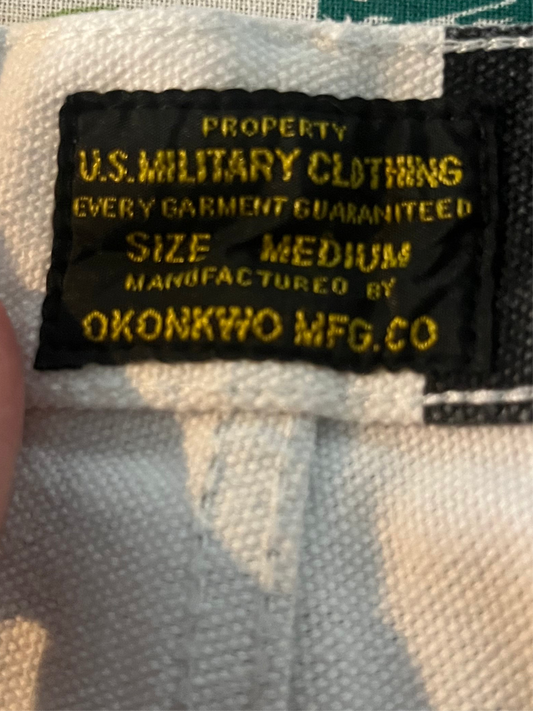 PROPERTY
U.S.MILITARY CLOTHING
EVERY GARMENT GUARANITEED
SIZE MEDIUM
MANUFACTURED BY
OKONKWO MFG.CO